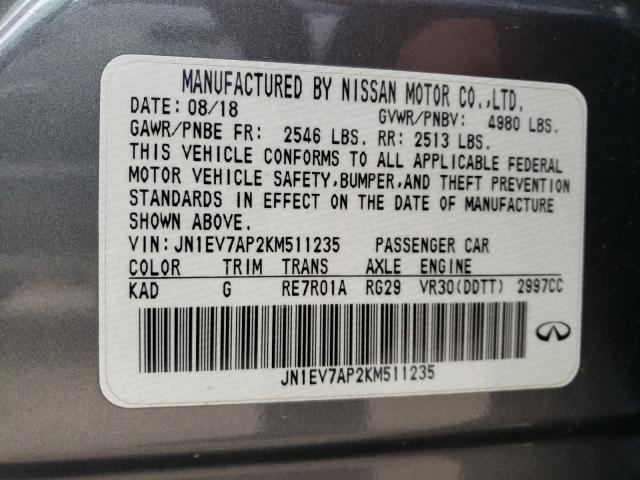 MANUFACTURED BY NISSAN MOTOR CO.,LTD.
DATE: 08/18 GVWR/PNBV: 4980 LBS.
GAWR/PNBE FR: 2546 LBS. RR: 2513 LBS.
THIS VEHICLE CONFORMS TO ALL APPLICABLE FEDERAL
MOTOR VEHICLE SAFETY,BUMPER,AND THEFT PREVENTION
STANDARDS IN EFFECT ON THE DATE OF MANUFACTURE
SHOWN ABOVE.
VIN:JN1EV7AP2KM511235 PASSENGER CAR
COLOR TRIM TRANS AXLE ENGINE
KAD G RE7R01A RG29 VR30(DDTT) 2997CC
JN1EV7AP2KM511235